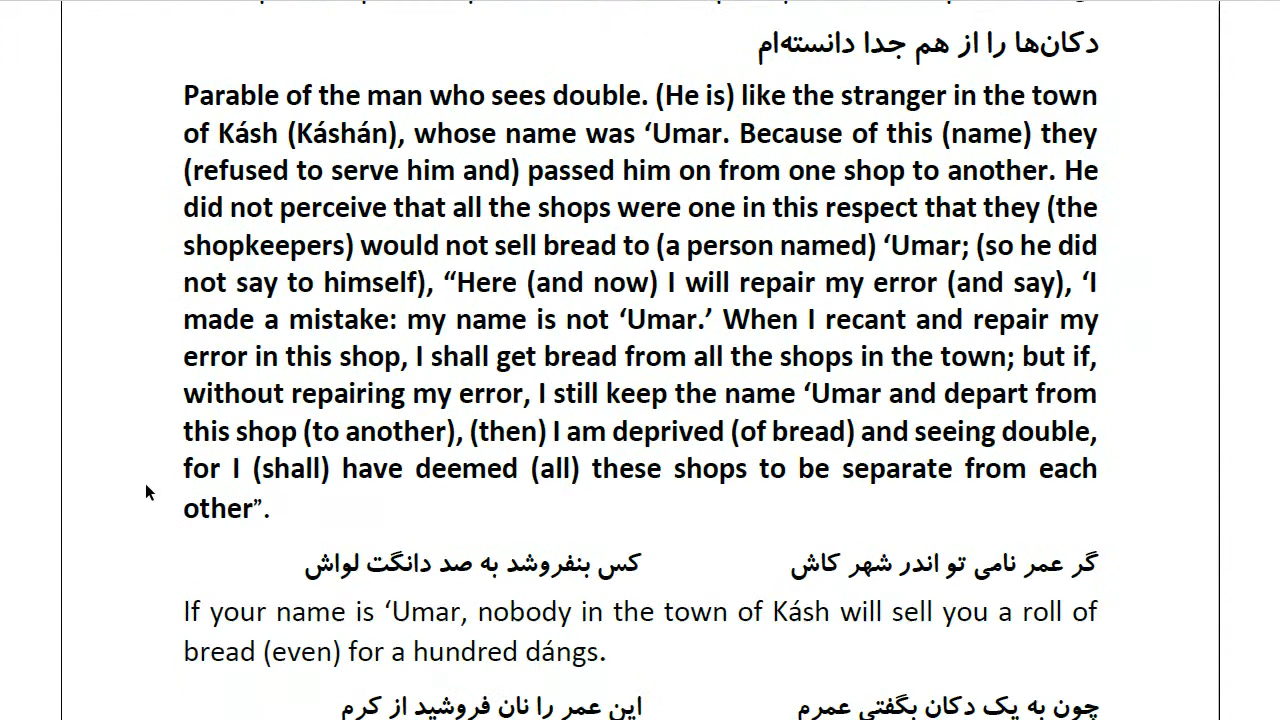 دکان‌ها را از هم جدا دانسته‌ام
Parable of the man who sees double. (He is) like the stranger in the town
of Kásh (Káshán), whose name was ‘Umar. Because of this (name) they
(refused to serve him and) passed him on from one shop to another. He
did not perceive that all the shops were one in this respect that they (the
shopkeepers) would not sell bread to (a person named) ‘Umar; (so he did
not say to himself), “Here (and now) I will repair my error (and say), ‘I
made a mistake: my name is not ‘Umar.’ When I recant and repair my
error in this shop, I shall get bread from all the shops in the town; but if,
without repairing my error, I still keep the name ‘Umar and depart from
this shop (to another), (then) I am deprived (of bread) and seeing double,
for I (shall) have deemed (all) these shops to be separate from each
other”.
گر عمر نامی تو اندر شهر کاش کس بنفروشد به صد دانگت لواش
If your name is ‘Umar, nobody in the town of Kásh will sell you a roll of
bread (even) for a hundred dángs.
چون به یک دکان بگفتی عمرم این عمر را نان فروشید از کرم